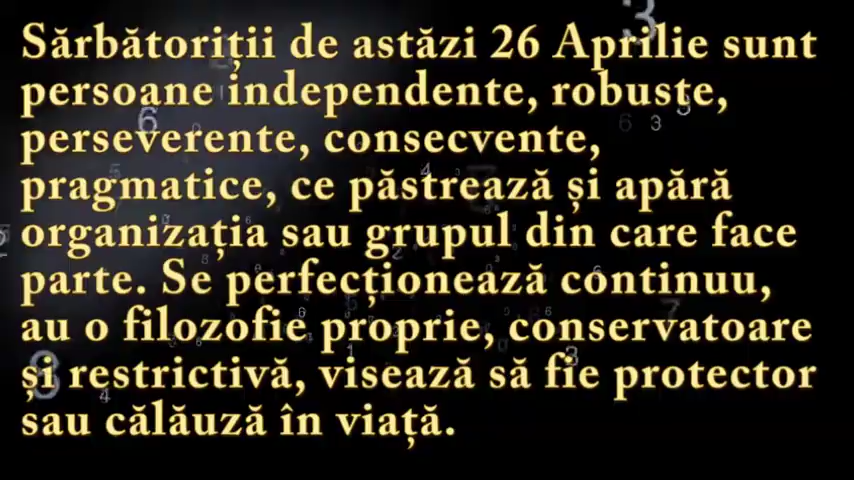 Sărbătoriții de astăzi 26 Aprilie sunt
persoane independente, robuste,
perseverente, consecvente,
pragmatice, ce păstrează și apără
organizația sau grupul din care face
parte. Se perfecționează continuu,
au o filozofie proprie, conservatoare
și restrictivă, visează să fie protector
sau călăuză în viață.